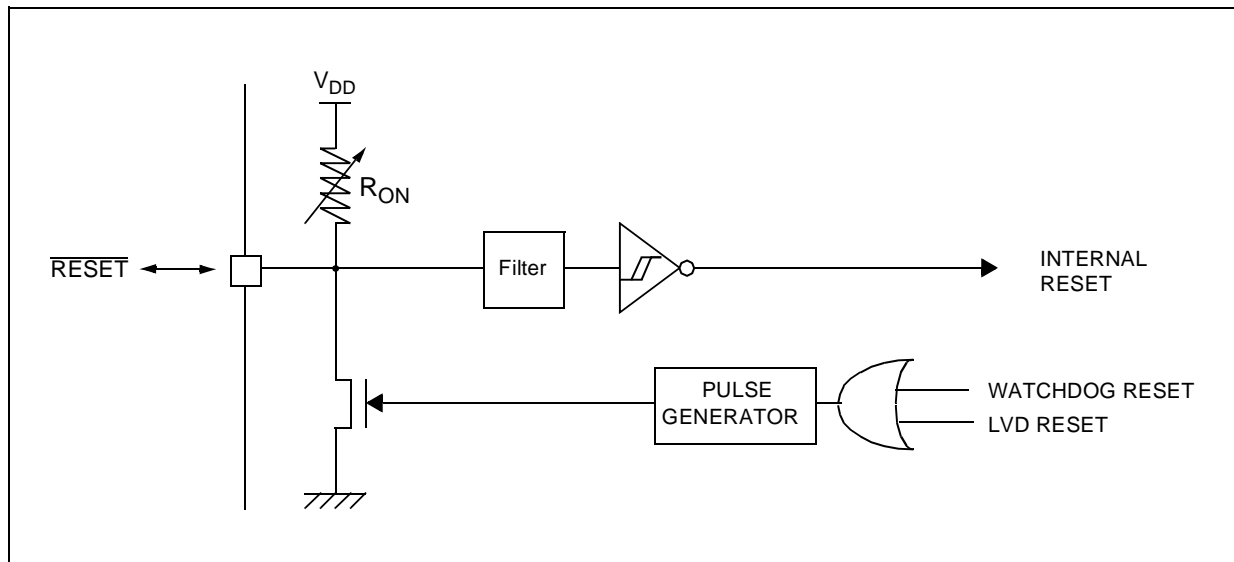 VDD
RON
RESET
Filter
INTERNAL
RESET
PULSE
GENERATOR
WATCHDOG RESET
LVD RESET